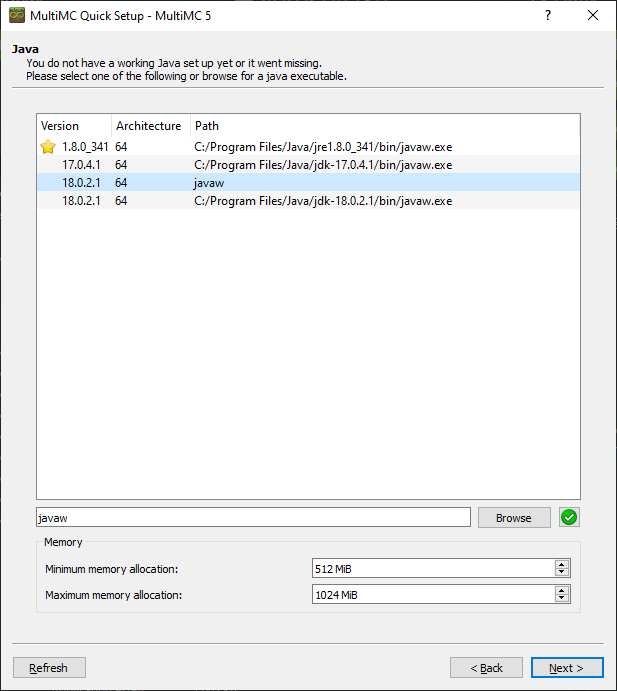 MultiMC Quick Setup - MultiMC 5
?
Java
You do not have a working Java set up yet or it went missing.
Please select one of the following or browse for a java executable.
Version Architecture Path
1.8.0_341 64 C:/Program Files/Java/jre1.8.0_341/bin/javaw.exe
17.0.4.1 64 C:/Program Files/Java/jdk-17.0.4.1/bin/javaw.exe
18.0.2.1 64 javaw
18.0.2.1 64 C:/Program Files/Java/jdk-18.0.2.1/bin/javaw.exe
javaw Browse
Memory
Minimum memory allocation: 512 MiB
Maximum memory allocation: 1024 MiB
Refresh < Back Next >